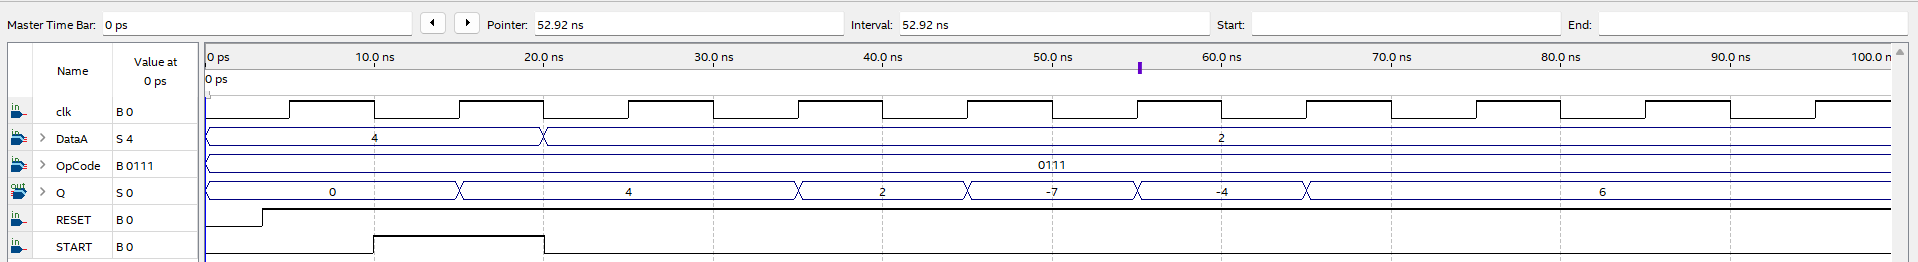 Master Time Bar: 0 ps Pointer: 52.92 ns Interval: 52.92 ns Start: End:
Name Value at 0 ps
0 ps 10.0 ns 20.0 ns 30.0 ns 40.0 ns 50.0 ns 60.0 ns 70.0 ns 80.0 ns 90.0 ns 100.0 n
0 ps
in clk B 0
in DataA S 4 4 2
in OpCode B 0111 0111
out Q S 0 0 4 2 -7 -4 6
in RESET B 0
in START B 0